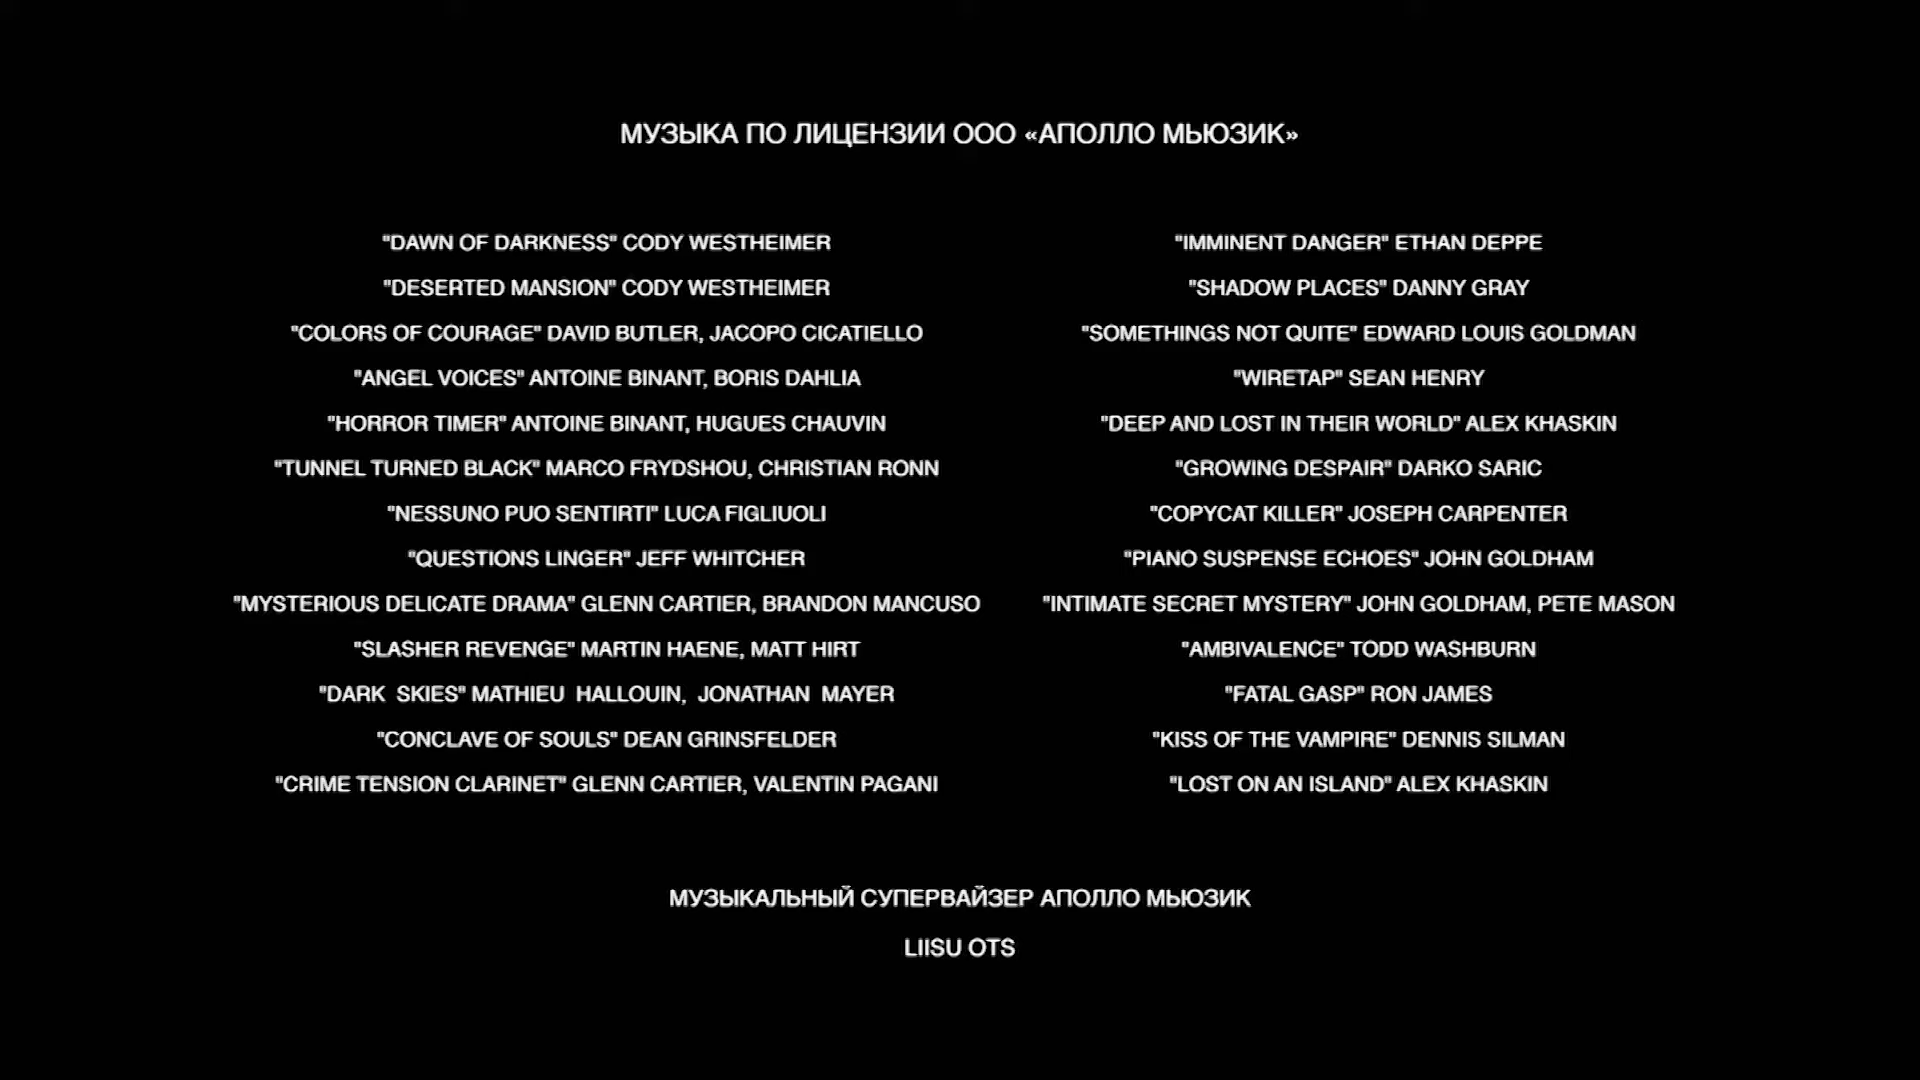 МУЗЫКА ПО ЛИЦЕНЗИИ ООО «АПОЛЛО МЬЮЗИК»
"DAWN OF DARKNESS" CODY WESTHEIMER
"DESERTED MANSION" CODY WESTHEIMER
"COLORS OF COURAGE" DAVID BUTLER, JACOPO CICATIELLO
"ANGEL VOICES" ANTOINE BINANT, BORIS DAHLIA
"HORROR TIMER" ANTOINE BINANT, HUGUES CHAUVIN
"TUNNEL TURNED BLACK" MARCO FRYDSHOU, CHRISTIAN RONN
"NESSUNO PUO SENTIRTI" LUCA FIGLIUOLI
"QUESTIONS LINGER" JEFF WHITCHER
"MYSTERIOUS DELICATE DRAMA" GLENN CARTIER, BRANDON MANCUSO
"SLASHER REVENGE" MARTIN HAENE, MATT HIRT
"DARK SKIES" MATHIEU HALLOUIN, JONATHAN MAYER
"CONCLAVE OF SOULS" DEAN GRINSFELDER
"CRIME TENSION CLARINET" GLENN CARTIER, VALENTIN PAGANI
"IMMINENT DANGER" ETHAN DEPPE
"SHADOW PLACES" DANNY GRAY
"SOMETHINGS NOT QUITE" EDWARD LOUIS GOLDMAN
"WIRETAP" SEAN HENRY
"DEEP AND LOST IN THEIR WORLD" ALEX KHASKIN
"GROWING DESPAIR" DARKO SARIC
"COPYCAT KILLER" JOSEPH CARPENTER
"PIANO SUSPENSE ECHOES" JOHN GOLDHAM
"INTIMATE SECRET MYSTERY" JOHN GOLDHAM, PETE MASON
"AMBIVALENCE" TODD WASHBURN
"FATAL GASP" RON JAMES
"KISS OF THE VAMPIRE" DENNIS SILMAN
"LOST ON AN ISLAND" ALEX KHASKIN
МУЗЫКАЛЬНЫЙ СУПЕРВАЙЗЕР АПОЛЛО МЬЮЗИК
LIISU OTS